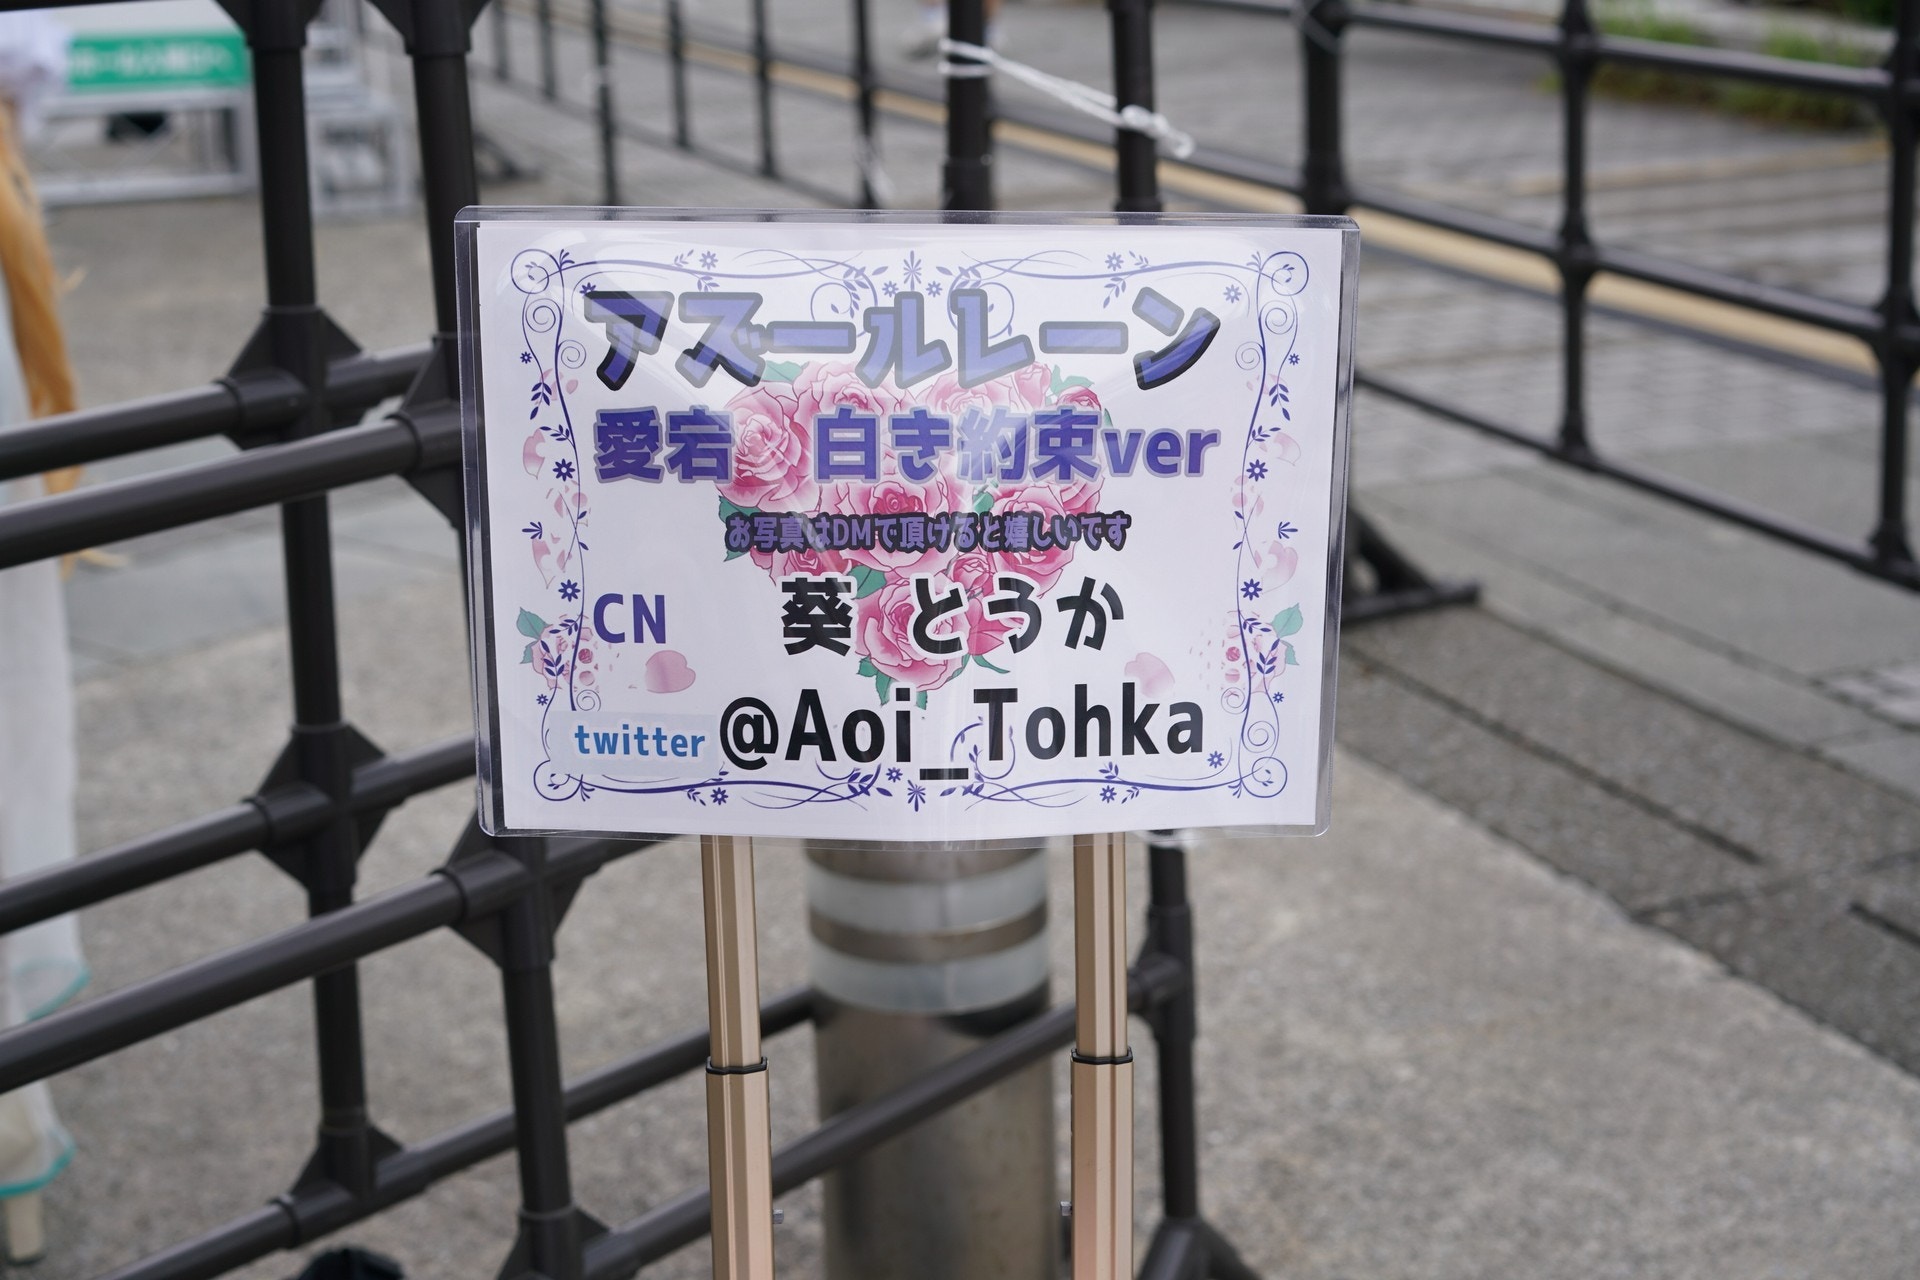 アズールレーン
愛宕 白き約束ver
お写真はDMで頂けると嬉しいです
CN 葵 とうか
twitter @Aoi_Tohka